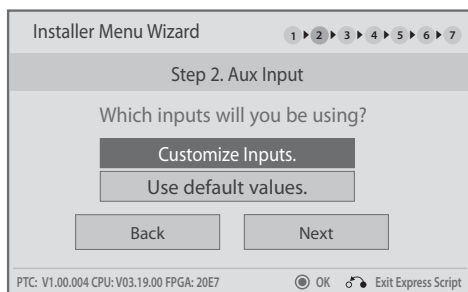 Installer Menu Wizard 1 2 3 4 5 6 7
Step 2. Aux Input
Which inputs will you be using?
Customize Inputs.
Use default values.
Back Next
PTC: V1.00.004 CPU: V03.19.00 FPGA: 20E7 OK Exit Express Script